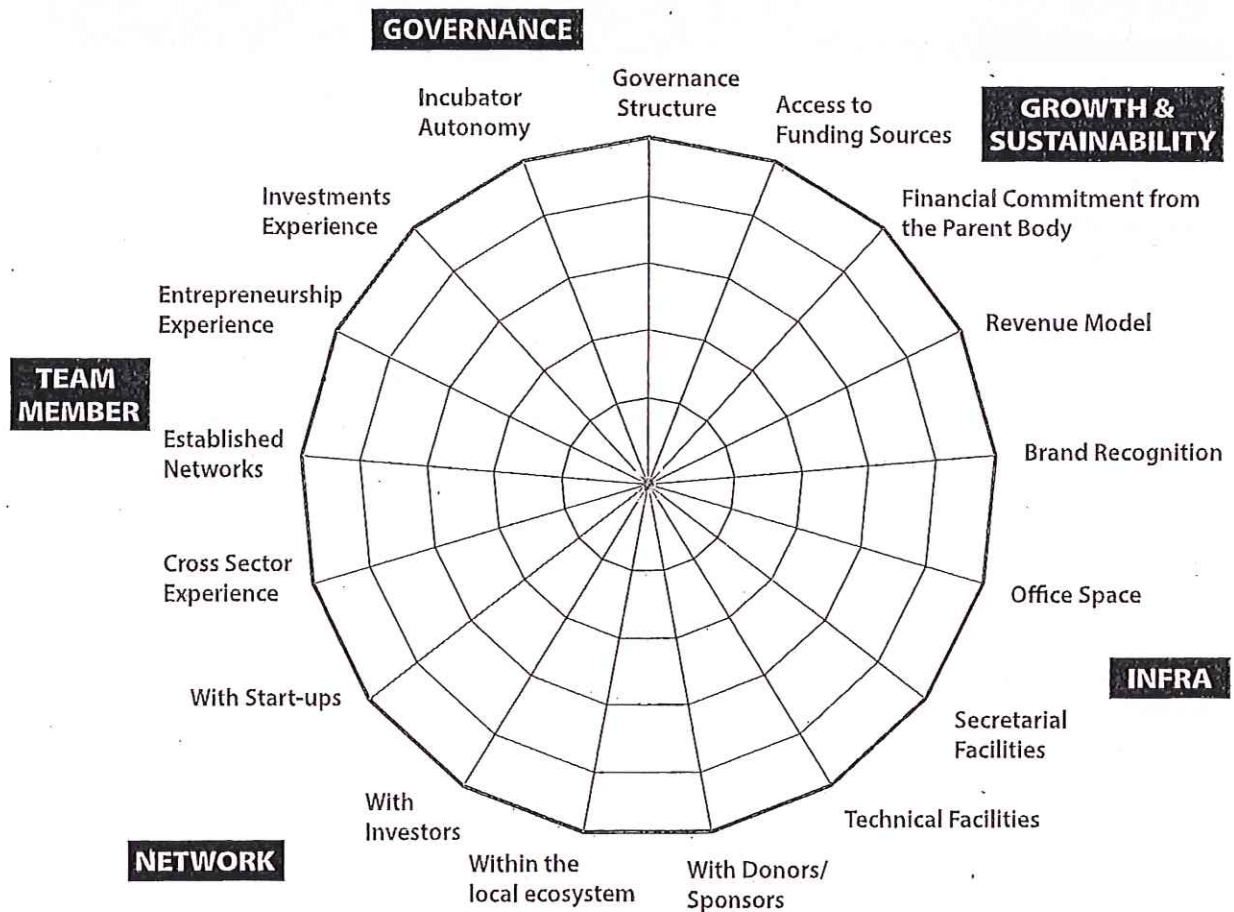 GOVERNANCE
Governance
Structure
Access to
Funding Sources
GROWTH &
SUSTAINABILITY
Financial Commitment from
the Parent Body
Revenue Model
Brand Recognition
Office Space
INFRA
Secretarial
Facilities
Technical Facilities
With Donors/
Sponsors
Within the
local ecosystem
With
Investors
NETWORK
With Start-ups
Cross Sector
Experience
Established
Networks
TEAM
MEMBER
Entrepreneurship
Experience
Investments
Experience
Incubator
Autonomy